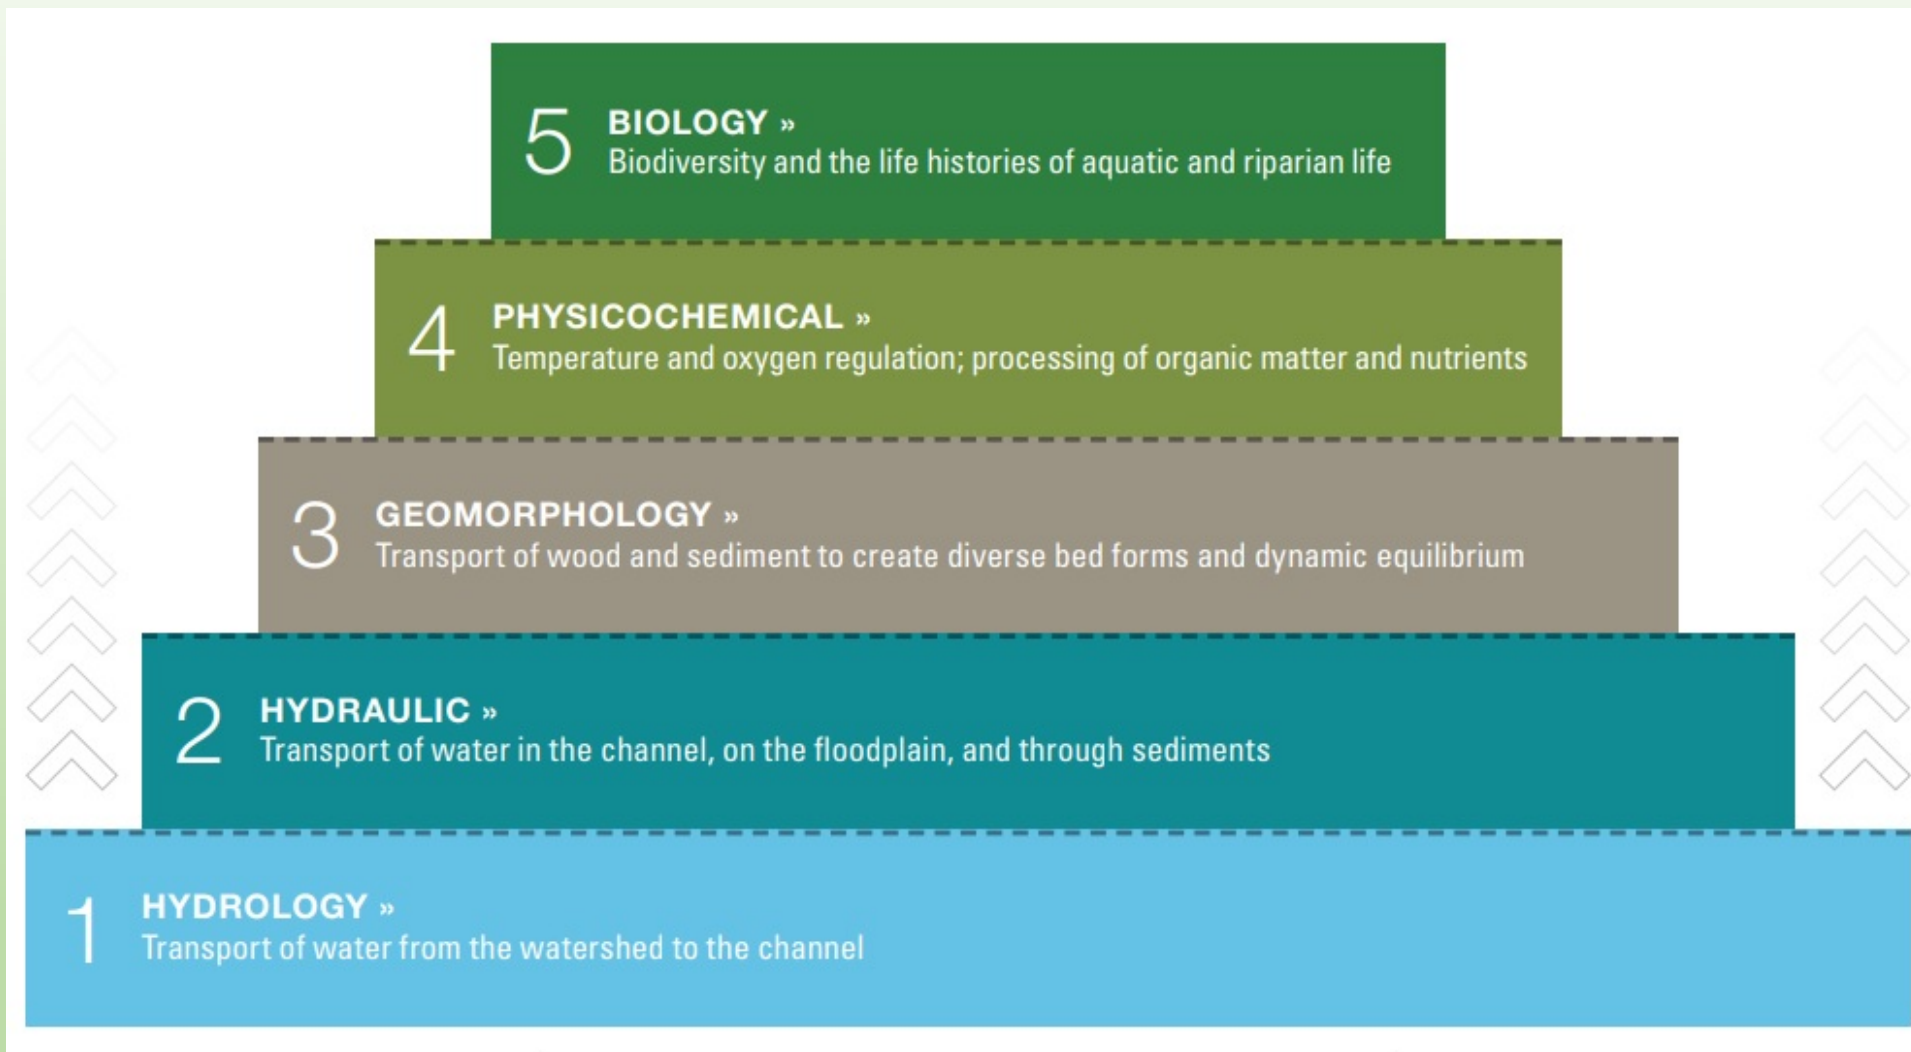 5
BIOLOGY »
Biodiversity and the life histories of aquatic and riparian life
4
PHYSICOCHEMICAL »
Temperature and oxygen regulation; processing of organic matter and nutrients
3
GEOMORPHOLOGY »
Transport of wood and sediment to create diverse bed forms and dynamic equilibrium
2
HYDRAULIC »
Transport of water in the channel, on the floodplain, and through sediments
1
HYDROLOGY »
Transport of water from the watershed to the channel